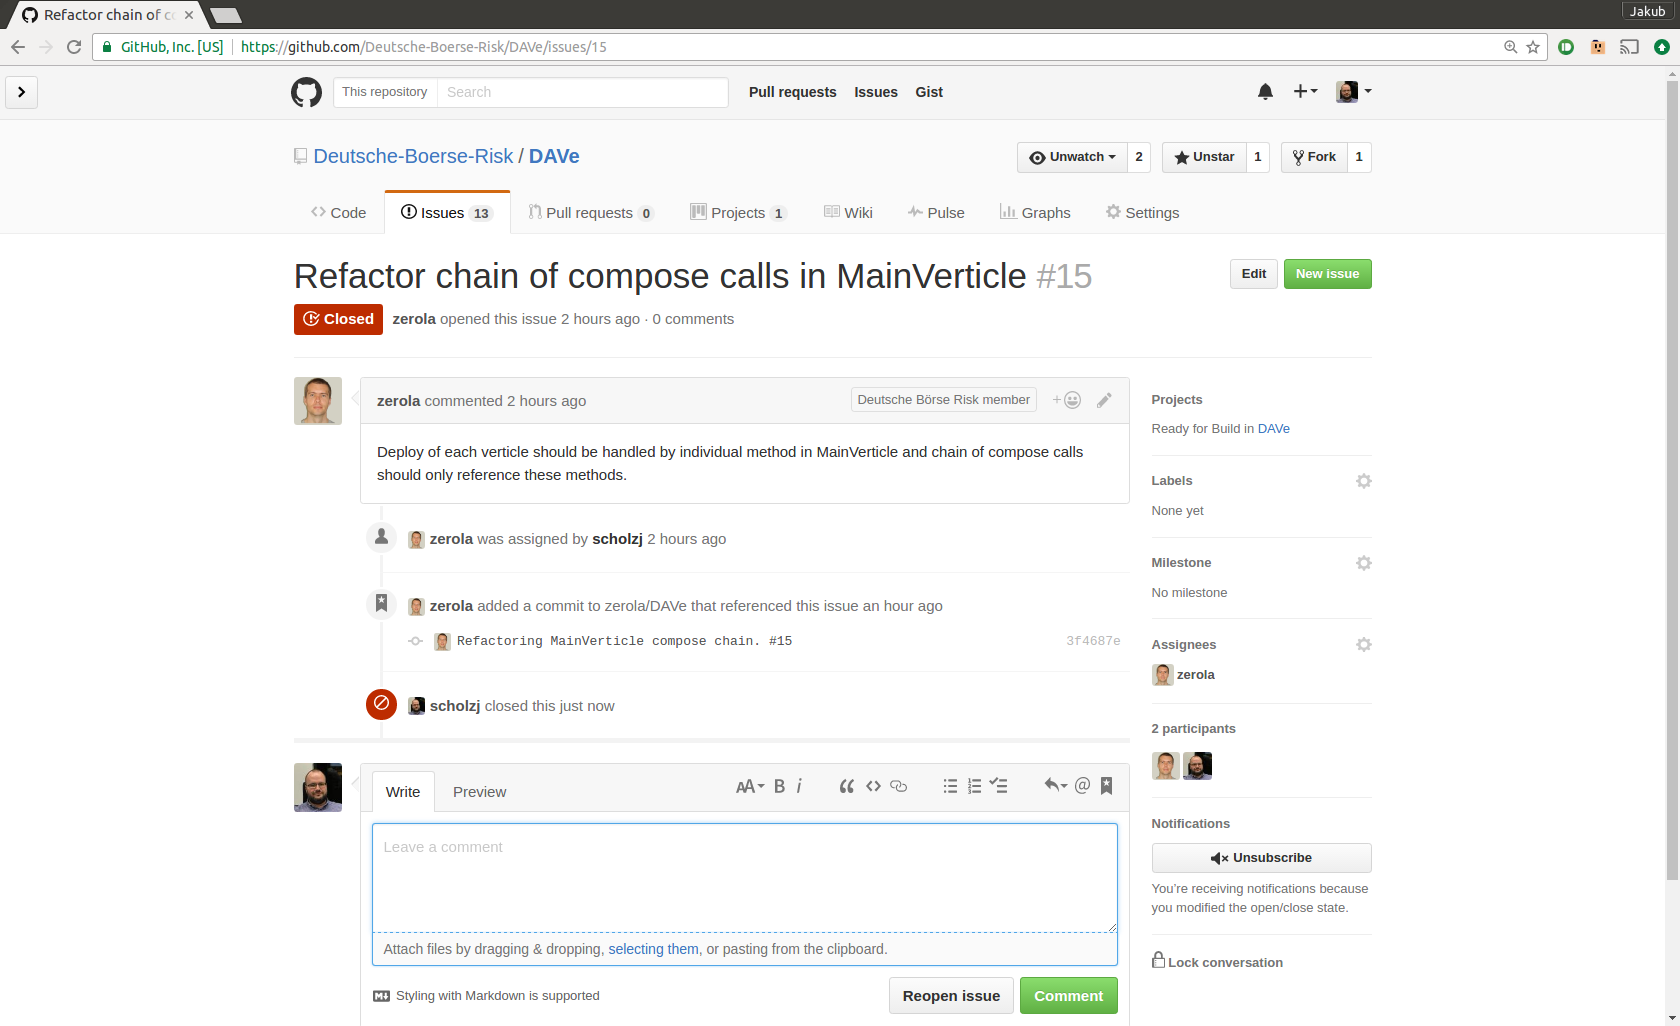 Refactor chain of c
Jakub
GitHub, Inc. [US]
https://github.com/Deutsche-Boerse-Risk/DAVe/issues/15
This repository
Search
Pull requests
Issues
Gist
Deutsche-Boerse-Risk / DAVe
Unwatch 2
Unstar 1
Fork 1
Code
Issues 13
Pull requests 0
Projects 1
Wiki
Pulse
Graphs
Settings
Refactor chain of compose calls in MainVerticle #15
Edit
New issue
Closed
zerola opened this issue 2 hours ago · 0 comments
zerola commented 2 hours ago
Deutsche Börse Risk member
Deploy of each verticle should be handled by individual method in MainVerticle and chain of compose calls
should only reference these methods.
zerola was assigned by scholzj 2 hours ago
zerola added a commit to zerola/DAVe that referenced this issue an hour ago
Refactoring MainVerticle compose chain. #15
3f4687e
scholzj closed this just now
Write
Preview
AA B i
Leave a comment
Attach files by dragging & dropping, selecting them, or pasting from the clipboard.
Styling with Markdown is supported
Reopen issue
Comment
Projects
Ready for Build in DAVe
Labels
None yet
Milestone
No milestone
Assignees
zerola
2 participants
Notifications
Unsubscribe
You're receiving notifications because
you modified the open/close state.
Lock conversation